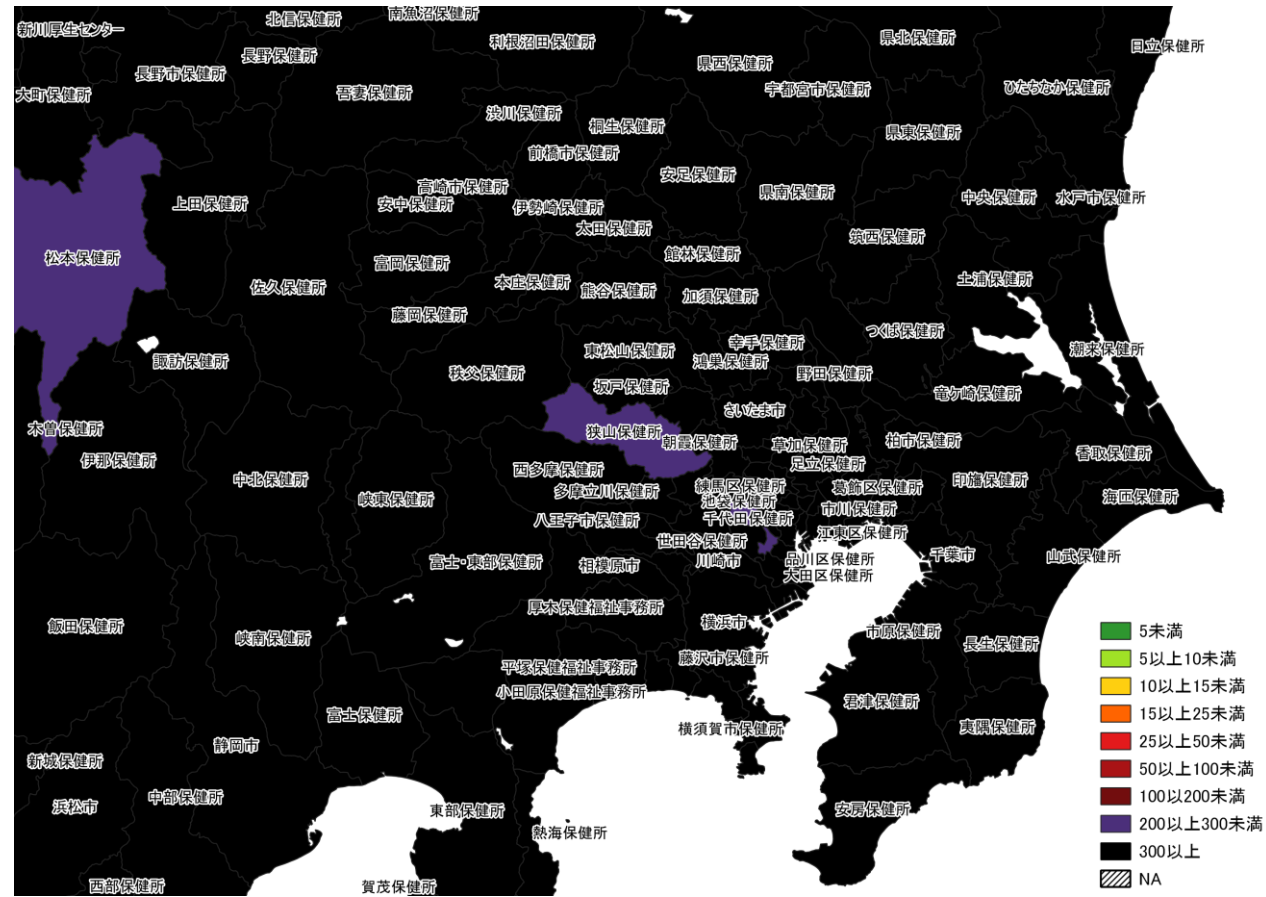 新川厚生センター
北信保健所
南魚沼保健所
利根沼田保健所
県北保健所
日立保健所
長野保健所
長野市保健所
県西保健所
大町保健所
吾妻保健所
宇都宮市保健所
ひたちなか保健所
渋川保健所
桐生保健所
県東保健所
前橋市保健所
安足保健所
高崎市保健所
県南保健所
中央保健所
水戸市保健所
上田保健所
安中保健所
伊勢崎保健所
太田保健所
筑西保健所
松本保健所
富岡保健所
館林保健所
佐久保健所
本庄保健所
熊谷保健所
加須保健所
土浦保健所
藤岡保健所
つくば保健所
諏訪保健所
東松山保健所
幸手保健所
鴻巣保健所
潮来保健所
秩父保健所
坂戸保健所
野田保健所
竜ケ崎保健所
さいたま市
木曽保健所
狭山保健所
朝霞保健所
草加保健所
柏市保健所
香取保健所
伊那保健所
西多摩保健所
足立保健所
中北保健所
多摩立川保健所
練馬区保健所
葛飾区保健所
印旛保健所
海匝保健所
峡東保健所
池袋保健所
市川保健所
八王子市保健所
千代田保健所
江東区保健所
世田谷保健所
富士・東部保健所
相模原市
川崎市
品川区保健所
千葉市
山武保健所
大田区保健所
厚木保健福祉事務所
飯田保健所
峡南保健所
横浜市
市原保健所
長生保健所
平塚保健福祉事務所
藤沢市保健所
小田原保健福祉事務所
君津保健所
富士保健所
横須賀市保健所
夷隅保健所
静岡市
新城保健所
浜松市
中部保健所
東部保健所
安房保健所
熱海保健所
西部保健所
賀茂保健所
5未満
5以上10未満
10以上15未満
15以上25未満
25以上50未満
50以上100未満
100以200未満
200以上300未満
300以上
NA